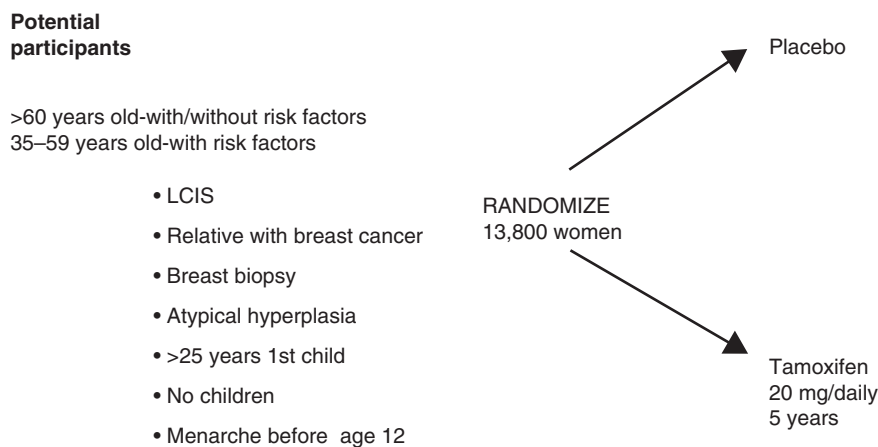 Potential
participants
>60 years old-with/without risk factors
35–59 years old-with risk factors
• LCIS
• Relative with breast cancer
• Breast biopsy
• Atypical hyperplasia
• >25 years 1st child
• No children
• Menarche before age 12
RANDOMIZE
13,800 women
Placebo
Tamoxifen
20 mg/daily
5 years